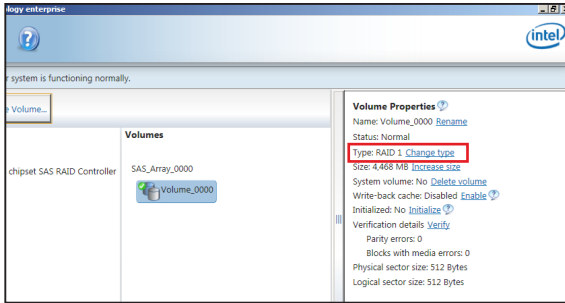 ology enterprise
intel
r system is functioning normally.
e Volume...
Volumes
chipset SAS RAID Controller
SAS_Array_0000
Volume_0000
Volume Properties ?
Name: Volume_0000 Rename
Status: Normal
Type: RAID 1 Change type
Size: 4,468 MB Increase size
System volume: No Delete volume
Write-back cache: Disabled Enable ?
Initialized: No Initialize ?
Verification details Verify
Parity errors: 0
Blocks with media errors: 0
Physical sector size: 512 Bytes
Logical sector size: 512 Bytes